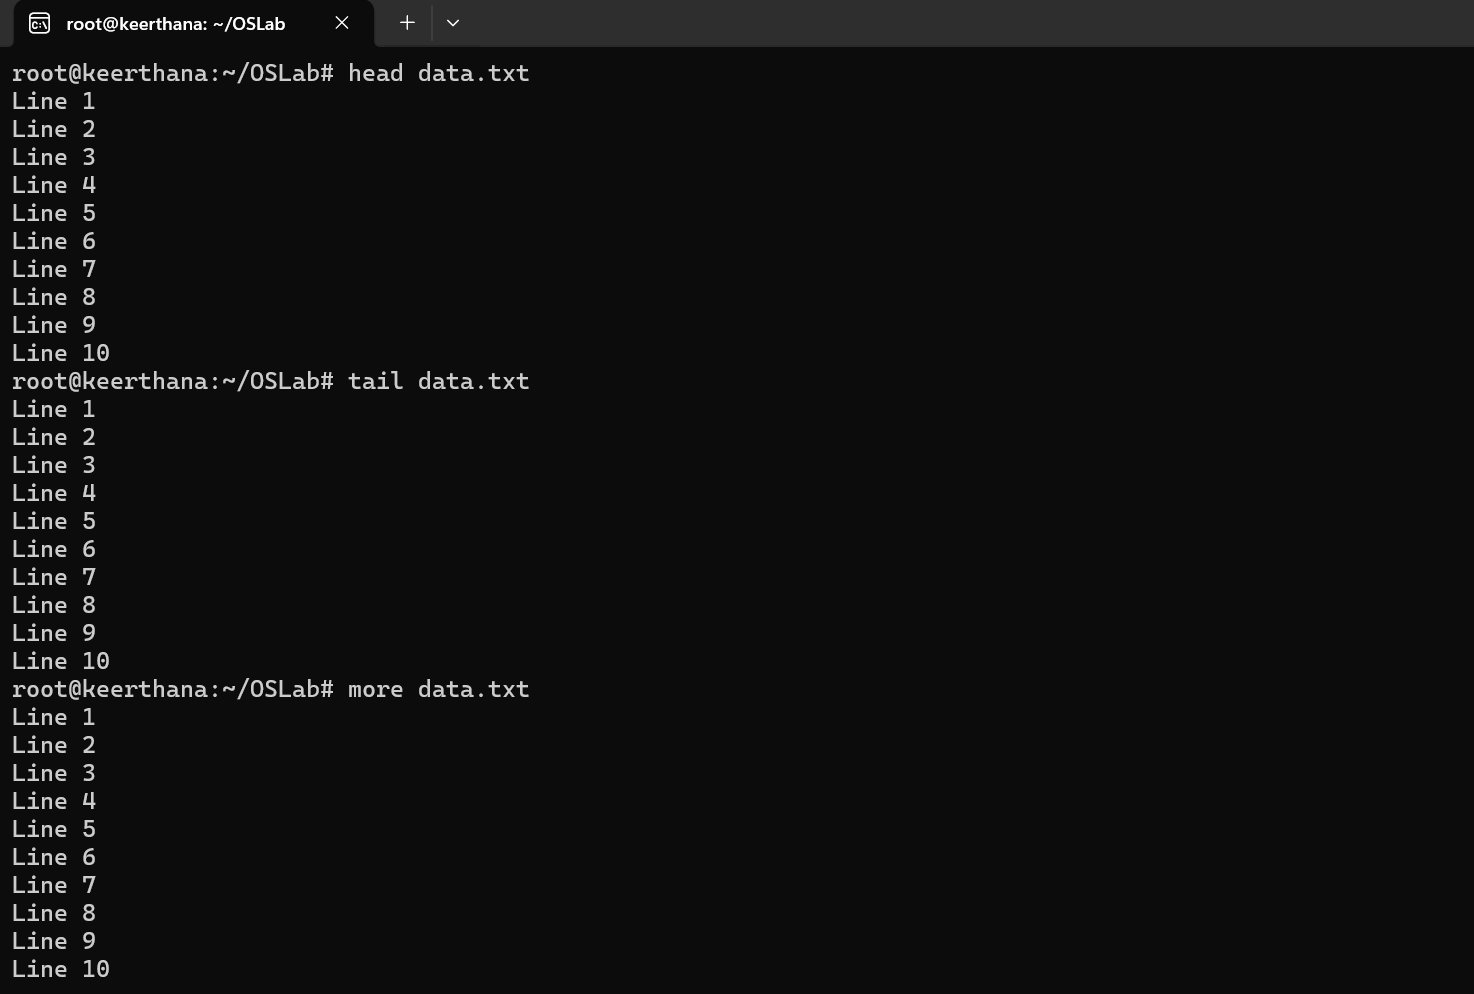 root@keerthana: ~/OSLab
root@keerthana:~/OSLab# head data.txt
Line 1
Line 2
Line 3
Line 4
Line 5
Line 6
Line 7
Line 8
Line 9
Line 10
root@keerthana:~/OSLab# tail data.txt
Line 1
Line 2
Line 3
Line 4
Line 5
Line 6
Line 7
Line 8
Line 9
Line 10
root@keerthana:~/OSLab# more data.txt
Line 1
Line 2
Line 3
Line 4
Line 5
Line 6
Line 7
Line 8
Line 9
Line 10